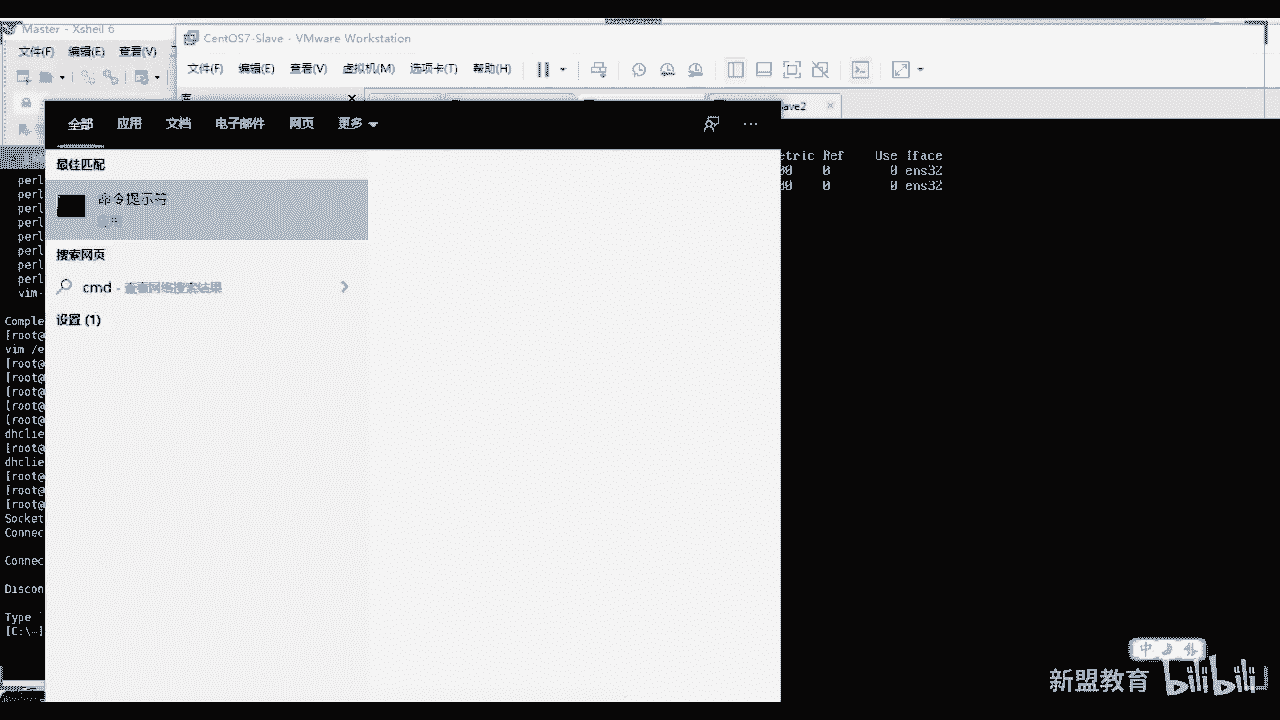 Master - Xshell 6
文件(F) 编辑(E) 查看(V)
CentOS7-Slave - VMware Workstation
文件(F) 编辑(E) 查看(V) 虚拟机(M) 选项卡(T) 帮助(H)
ave2
全部 应用 文档 电子邮件 网页 更多
最佳匹配
命令提示符
应用
搜索网页
cmd - 查看网络搜索结果
设置 (1)
etric Ref Use Iface
00 0 0 ens32
00 0 0 ens32
perl
perl
perl
perl
perl
perl
perl
perl
vim-
Comple
[root@
vim /e
[root@
[root@
[root@
[root@
[root@
dhclie
[root@
dhclie
[root@
[root@
[root@
Socket
Connec
Connec
Discon
Type `
[C:\~]
中
新盟教育 bilibili